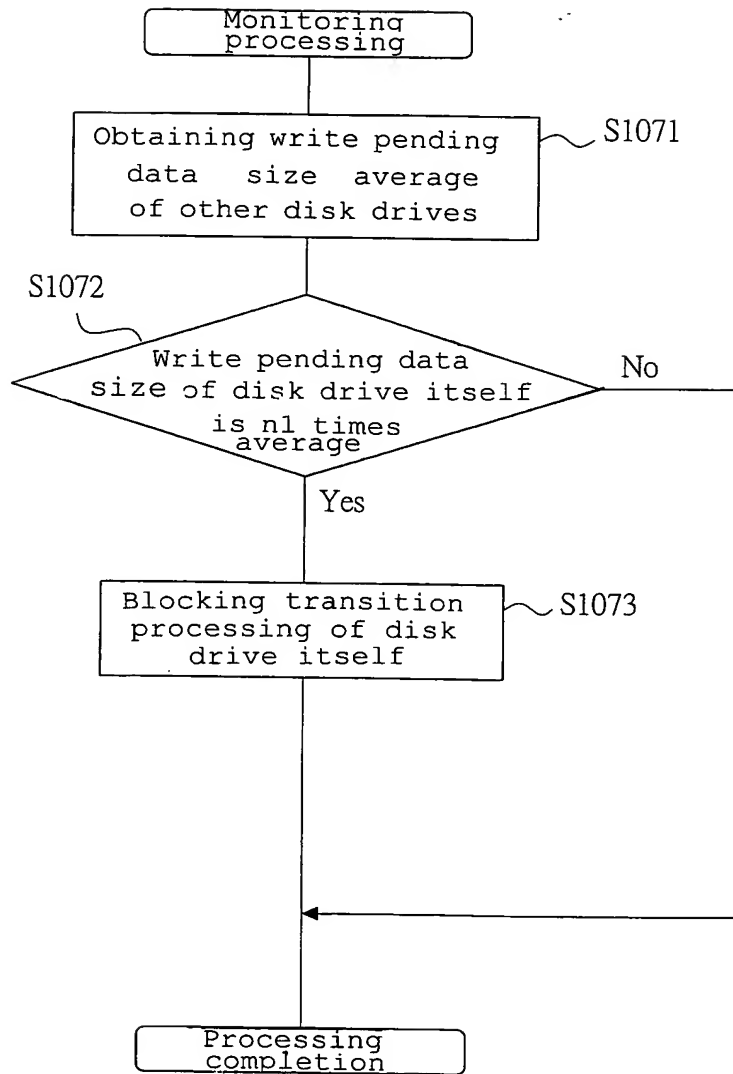 Monitoring
processing
Obtaining write pending
data size average
of other disk drives
S1071
S1072
Write pending data
size of disk drive itself
is n1 times
average
No
Yes
Blocking transition
processing of disk
drive itself
S1073
Processing
completion